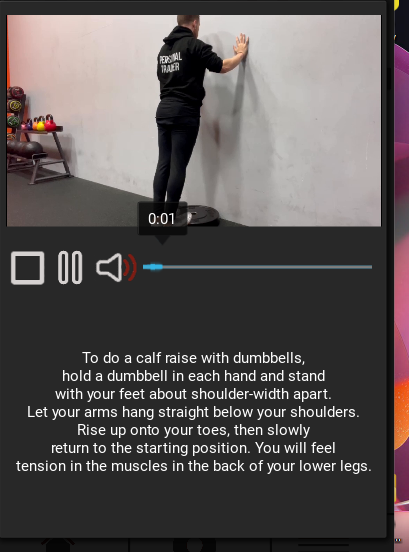 PERSONAL
TRAINER
0:01
To do a calf raise with dumbbells,
hold a dumbbell in each hand and stand
with your feet about shoulder-width apart.
Let your arms hang straight below your shoulders.
Rise up onto your toes, then slowly
return to the starting position. You will feel
tension in the muscles in the back of your lower legs.